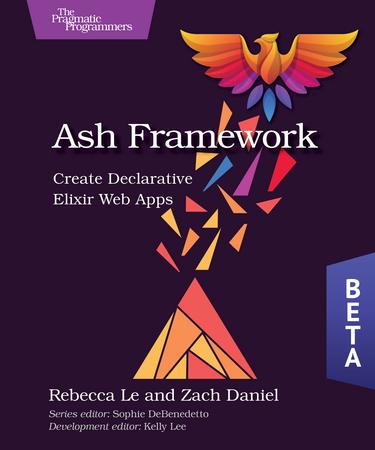 The
Pragmatic
Programmers
Ash Framework
Create Declarative
Elixir Web Apps
BETA
Rebecca Le and Zach Daniel
Series editor: Sophie DeBenedetto
Development editor: Kelly Lee